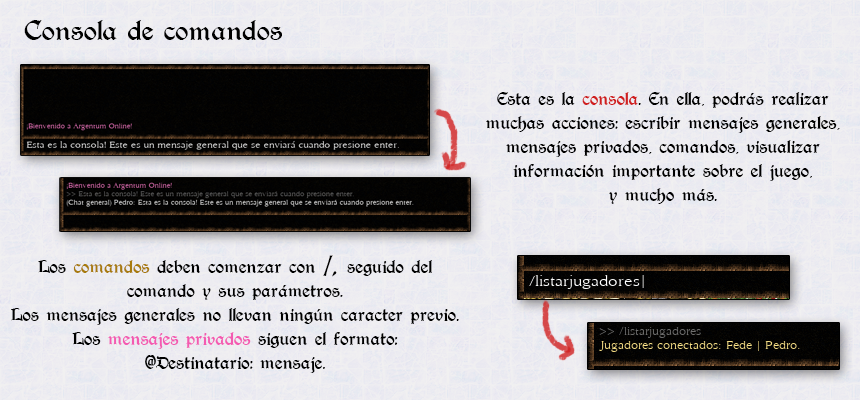 Consola de comandos
¡Bienvenido a Argentum Online!
Esta es la consola! Este es un mensaje general que se enviará cuando presione enter.
¡Bienvenido a Argentum Online!
>> Esta es la consola! Este es un mensaje general que se enviará cuando presione enter.
(Chat general) Pedro: Esta es la consola! Este es un mensaje general que se enviará cuando presione enter.
Esta es la consola. En ella, podrás realizar
muchas acciones: escribir mensajes generales,
mensajes privados, comandos, visualizar
información importante sobre el juego,
y mucho más.
Los comandos deben comenzar con /, seguido del
comando y sus parámetros.
Los mensajes generales no llevan ningún caracter previo.
Los mensajes privados siguen el formato:
@Destinatario: mensaje.
/listarjugadores|
>> /listarjugadores
Jugadores conectados: Fede | Pedro.